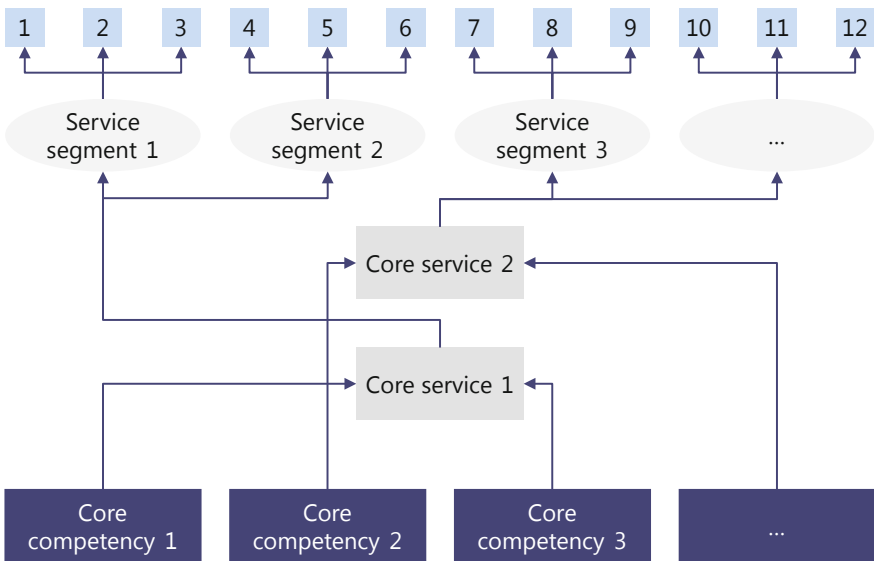 1 2 3 4 5 6 7 8 9 10 11 12
Service
segment 1
Service
segment 2
Service
segment 3
...
Core service 2
Core service 1
Core
competency 1
Core
competency 2
Core
competency 3
...